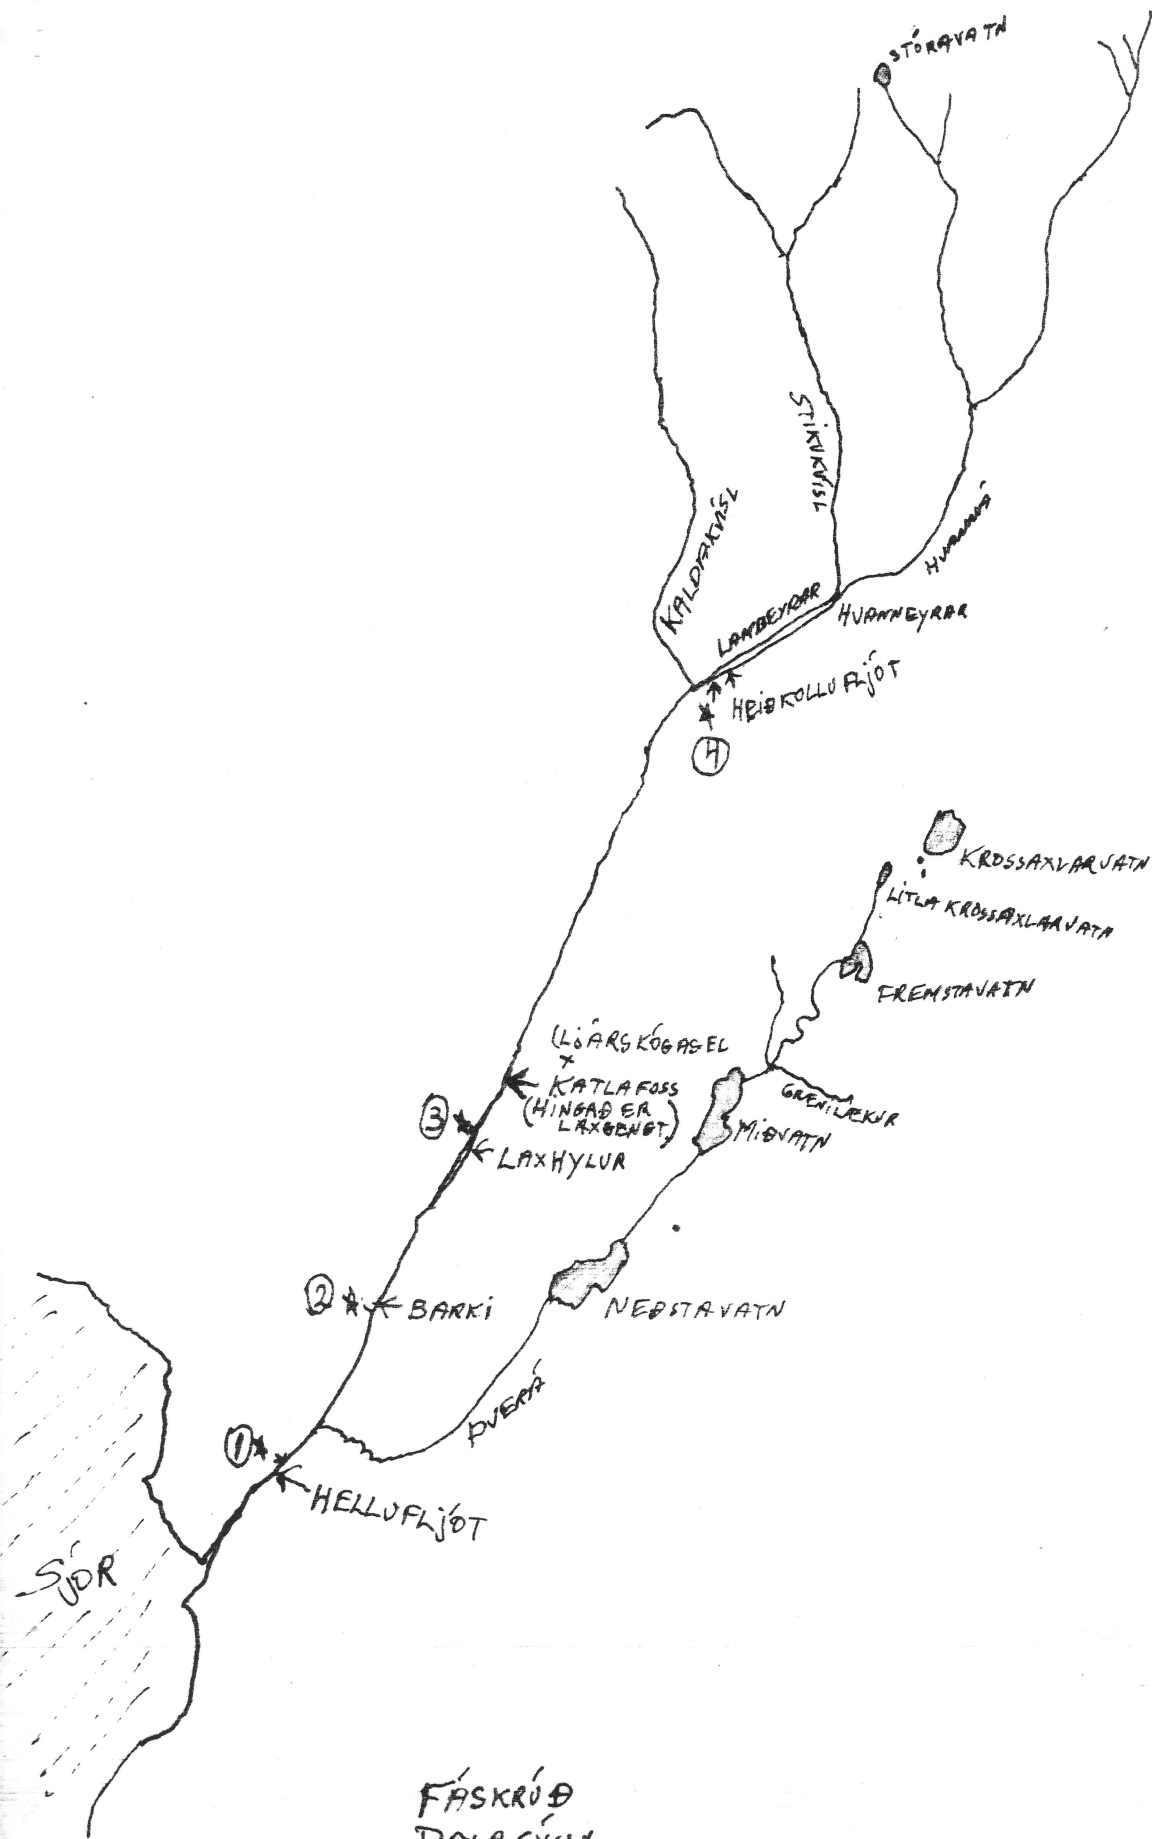 STÓRAVATN
STIKUKVÍSL
KALDAKVÍSL
HVANNÁ
LAMBEYRAR
HVANNEYRAR
HEIÐKOLLUFLJÓT
4
KROSSAXLARVATN
LITLA KROSSAXLARVATN
FREMSTAVATN
(LJÁRSKÓGASEL
x
KATLAFOSS
(HINGAÐ ER
LAXGENGT)
GRÆNILÆKUR
3
MIÐVATN
LAXHYLUR
2
BARKI
NEÐSTAVATN
ÞVERÁ
1
HELLUFLJÓT
SJÓR
FÁSKRÚÐ